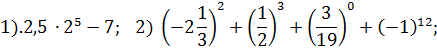 1).2,5 · 2⁵ − 7; 2) (−2 1/3)² + (1/2)³ + (3/19)⁰ + (−1)¹²;